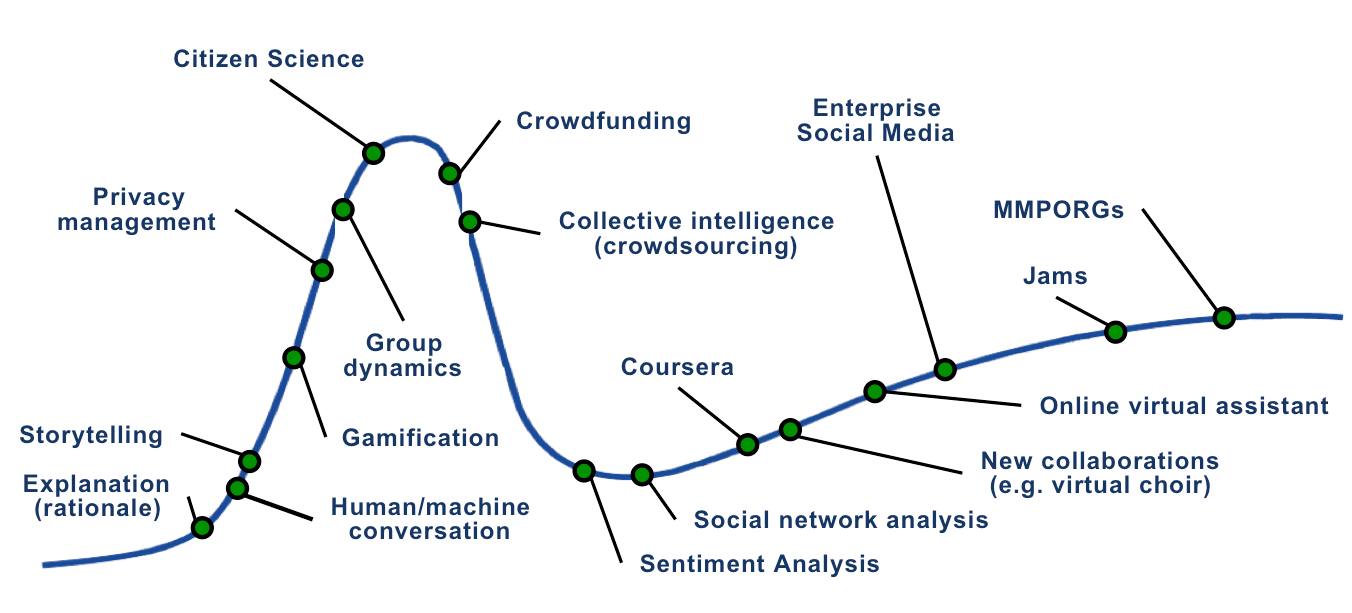 Citizen Science
Crowdfunding
Enterprise
Social Media
Privacy
management
Collective intelligence
(crowdsourcing)
MMPORGs
Jams
Group
dynamics
Coursera
Storytelling
Gamification
Online virtual assistant
Explanation
(rationale)
Human/machine
conversation
New collaborations
(e.g. virtual choir)
Social network analysis
Sentiment Analysis